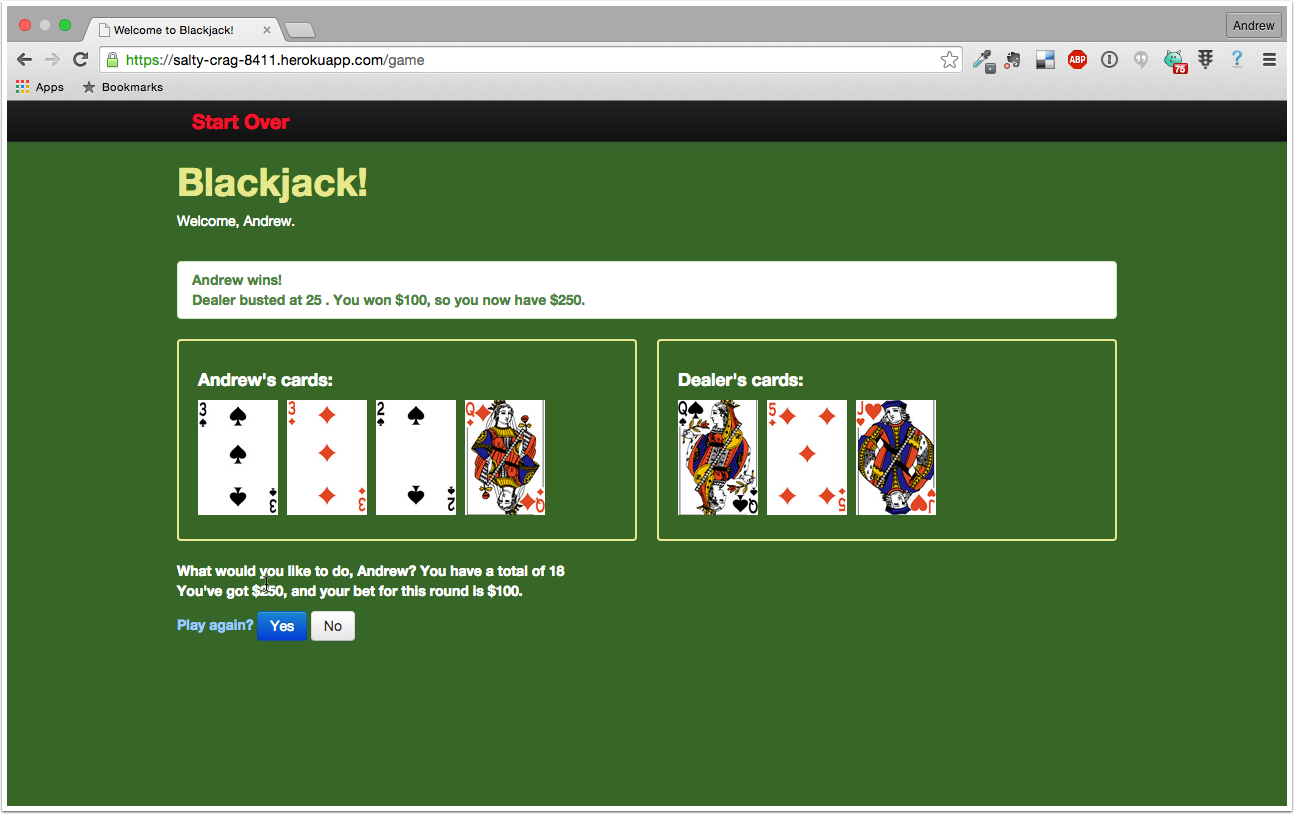 Welcome to Blackjack!
Andrew
https://salty-crag-8411.herokuapp.com/game
ABP
75
?
Apps
Bookmarks
Start Over
Blackjack!
Welcome, Andrew.
Andrew wins!
Dealer busted at 25 . You won $100, so you now have $250.
Andrew's cards:
Dealer's cards:
3 3 2 Q
3 3 2 Q
Q 5 J
Q 5 J
What would you like to do, Andrew? You have a total of 18
You've got $250, and your bet for this round is $100.
Play again? Yes No